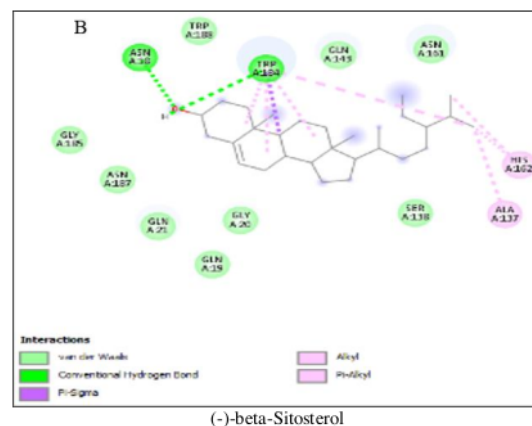 B
TRP
A:188
ASN
A:18
TRP
A:184
GLN
A:143
ASN
A:161
GLY
A:185
ASN
A:187
HIS
A:162
ALA
A:137
SER
A:138
GLN
A:21
GLY
A:20
GLN
A:19
H
Interactions
van der Waals
Conventional Hydrogen Bond
Pi-Sigma
Alkyl
Pi-Alkyl
(-)-beta-Sitosterol